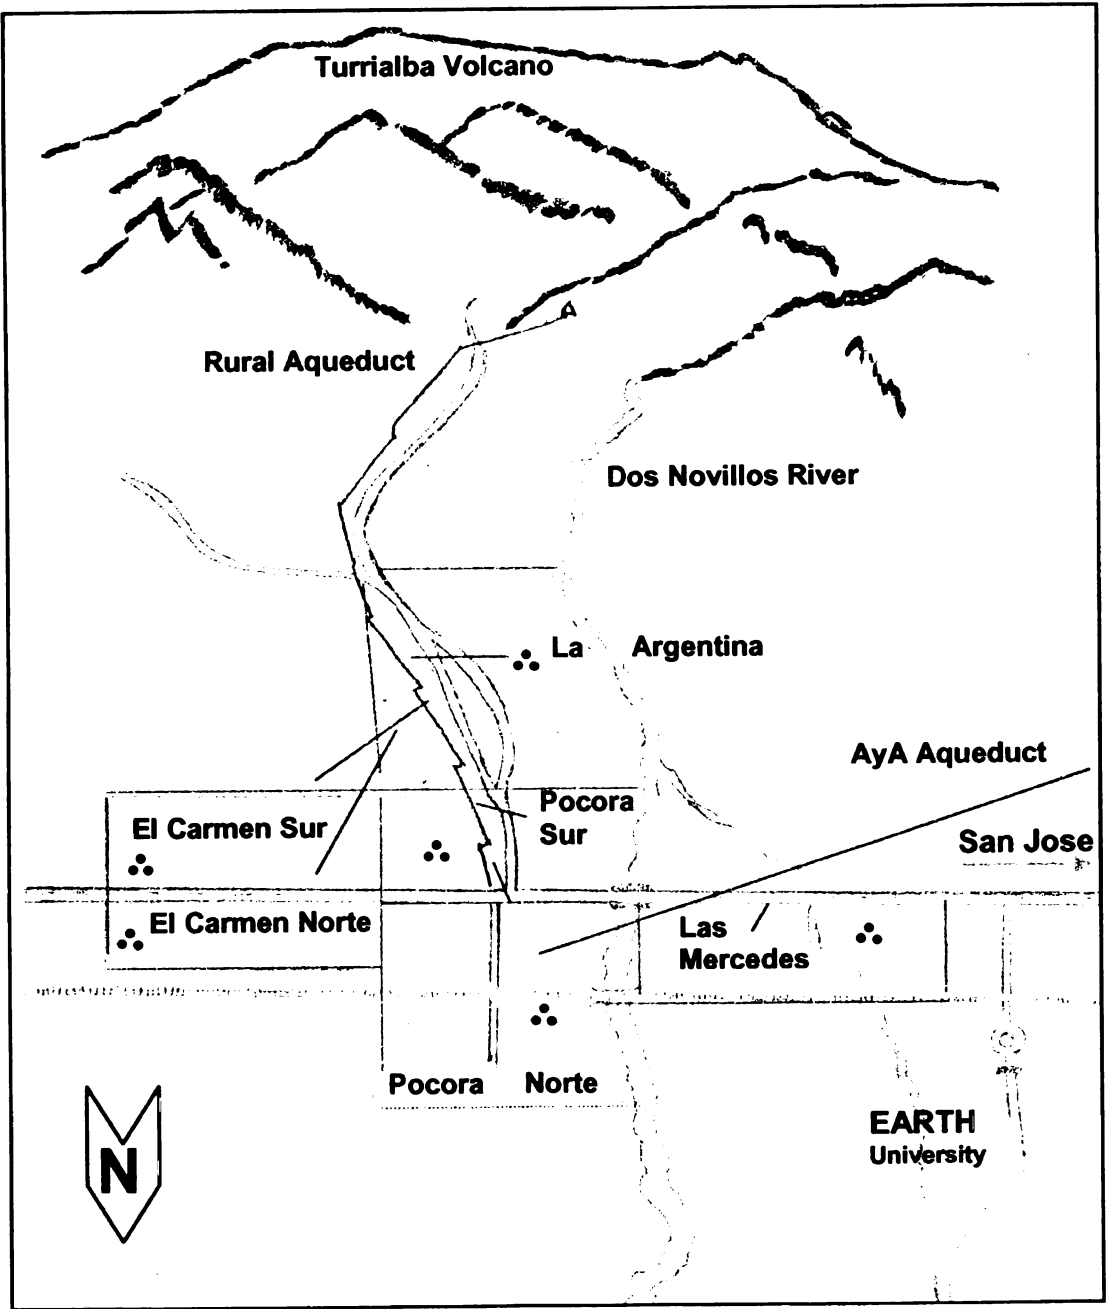 Turrialba Volcano
Rural Aqueduct
Dos Novillos River
La Argentina
AyA Aqueduct
Pocora
Sur
El Carmen Sur
San Jose
El Carmen Norte
Las
Mercedes
Pocora Norte
N
EARTH
University